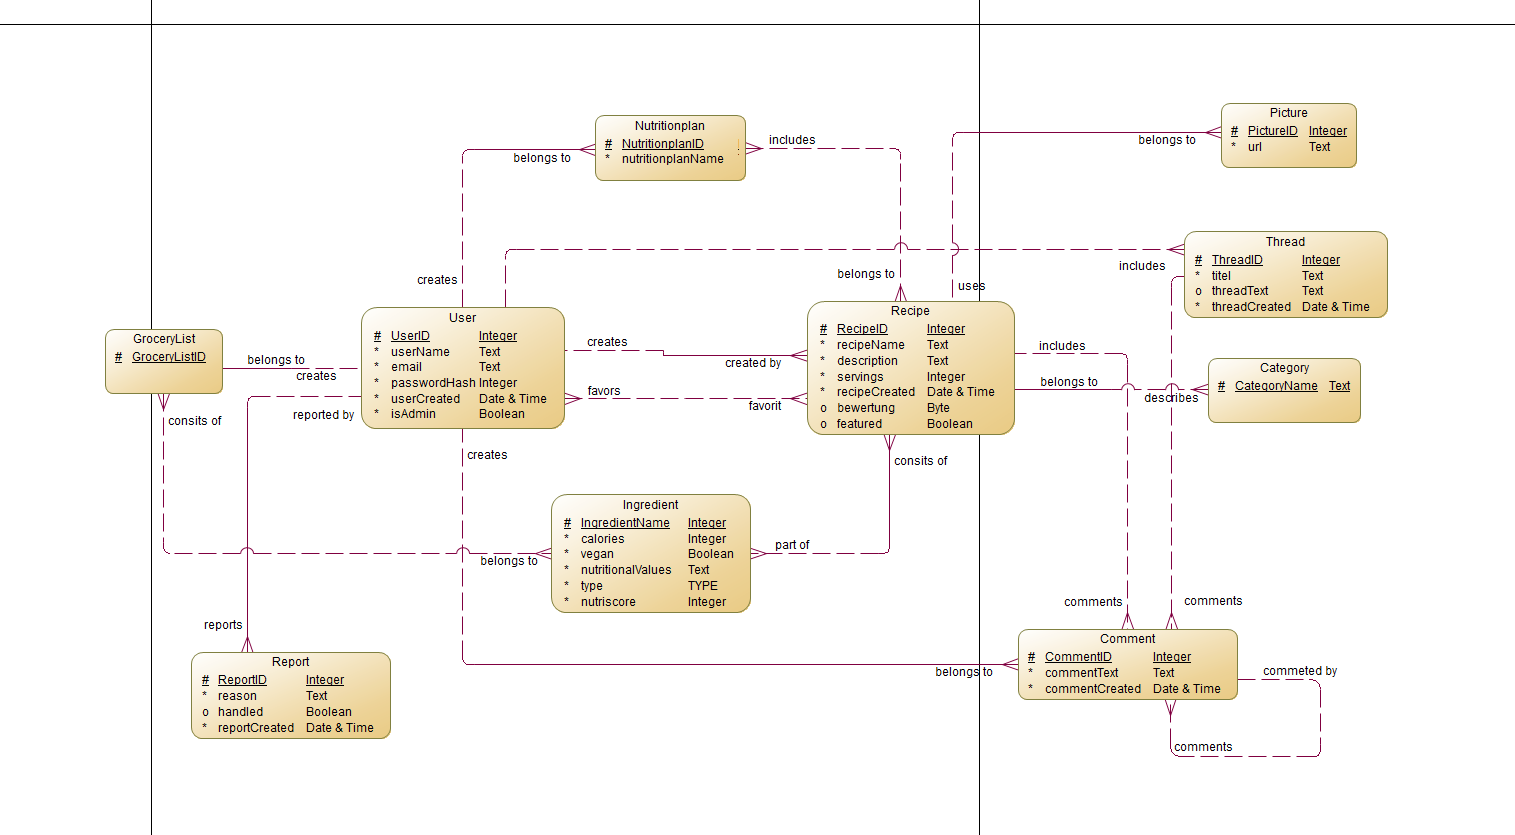 Nutritionplan
# NutritionplanID
* nutritionplanName
includes
belongs to
creates
belongs to
Picture
# PictureID Integer
* url Text
belongs to
uses
Thread
# ThreadID Integer
* titel Text
o threadText Text
* threadCreated Date & Time
includes
GroceryList
# GroceryListID
belongs to
creates
consits of
User
# UserID Integer
* userName Text
* email Text
* passwordHash Integer
* userCreated Date & Time
* isAdmin Boolean
creates
created by
favors
favorit
Recipe
# RecipeID Integer
* recipeName Text
* description Text
* servings Integer
* recipeCreated Date & Time
o bewertung Byte
o featured Boolean
includes
belongs to
describes
Category
# CategoryName Text
reported by
creates
consits of
Ingredient
# IngredientName Integer
* calories Integer
* vegan Boolean
* nutritionalValues Text
* type TYPE
* nutriscore Integer
belongs to
part of
reports
Report
# ReportID Integer
* reason Text
o handled Boolean
* reportCreated Date & Time
comments
comments
belongs to
Comment
# CommentID Integer
* commentText Text
* commentCreated Date & Time
commeted by
comments